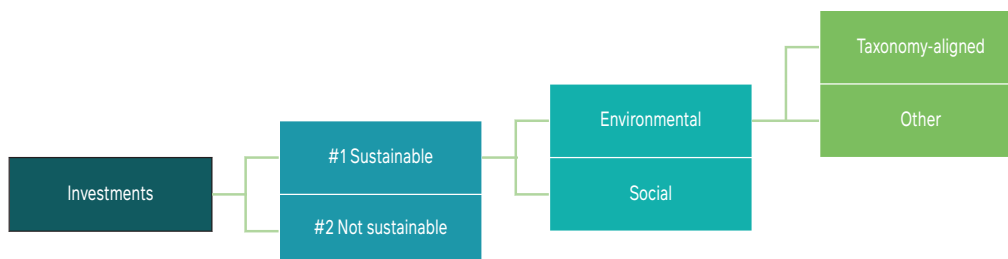 Investments
#1 Sustainable
#2 Not sustainable
Environmental
Social
Taxonomy-aligned
Other